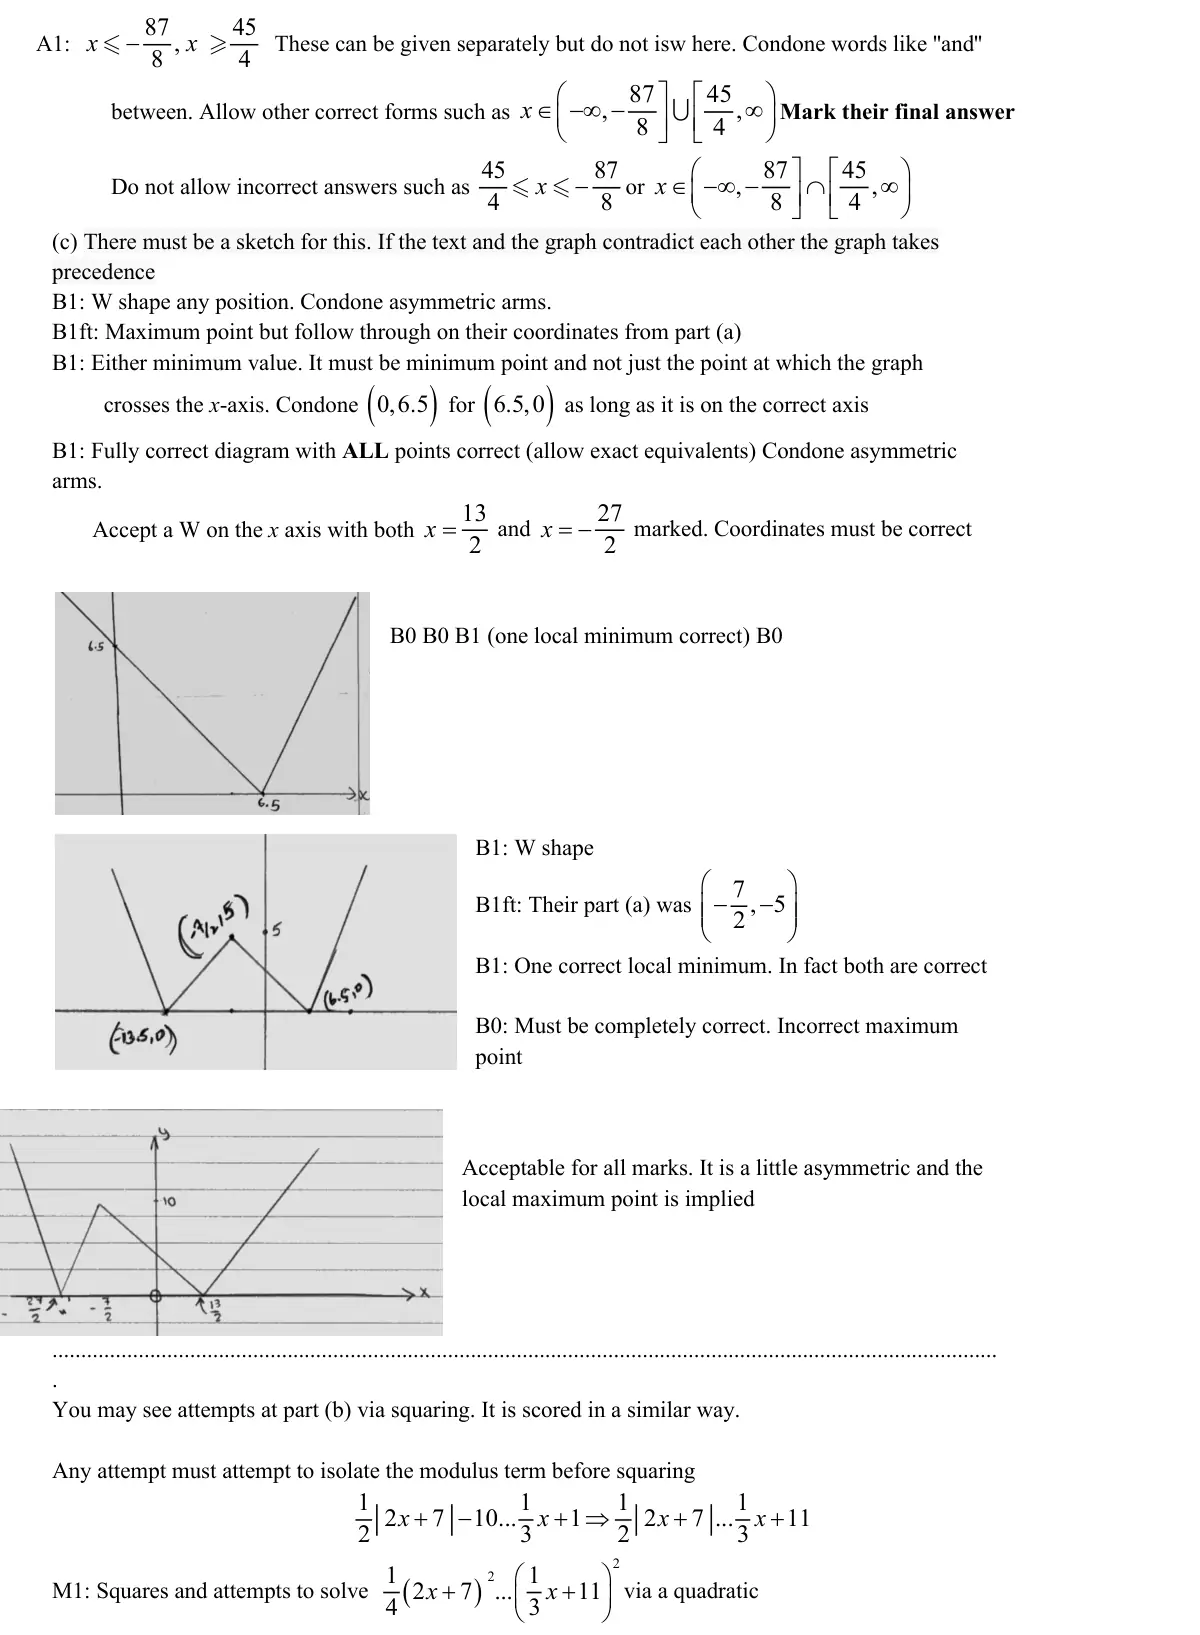 A1: x ⩽ −87/8, x ⩾ 45/4 These can be given separately but do not isw here. Condone words like "and"
between. Allow other correct forms such as x ∈ (−∞, −87/8] ∪ [45/4, ∞) Mark their final answer
Do not allow incorrect answers such as 45/4 ⩽ x ⩽ −87/8 or x ∈ (−∞, −87/8] ∩ [45/4, ∞)
(c) There must be a sketch for this. If the text and the graph contradict each other the graph takes
precedence
B1: W shape any position. Condone asymmetric arms.
B1ft: Maximum point but follow through on their coordinates from part (a)
B1: Either minimum value. It must be minimum point and not just the point at which the graph
crosses the x-axis. Condone (0, 6.5) for (6.5, 0) as long as it is on the correct axis
B1: Fully correct diagram with ALL points correct (allow exact equivalents) Condone asymmetric
arms.
Accept a W on the x axis with both x = 13/2 and x = −27/2 marked. Coordinates must be correct
6.5
6.5
x
B0 B0 B1 (one local minimum correct) B0
5
(6.5,0)
(-13.5,0)
B1: W shape
B1ft: Their part (a) was (−7/2, −5)
B1: One correct local minimum. In fact both are correct
B0: Must be completely correct. Incorrect maximum
point
y
10
x
- 27/2
- 7/2
13/2
Acceptable for all marks. It is a little asymmetric and the
local maximum point is implied
....................................................................................................................................................................
.
You may see attempts at part (b) via squaring. It is scored in a similar way.
Any attempt must attempt to isolate the modulus term before squaring
1/2|2x+7|−10...1/3x+1 ⇒ 1/2|2x+7|...1/3x+11
M1: Squares and attempts to solve 1/4(2x+7)²...(1/3x+11)² via a quadratic